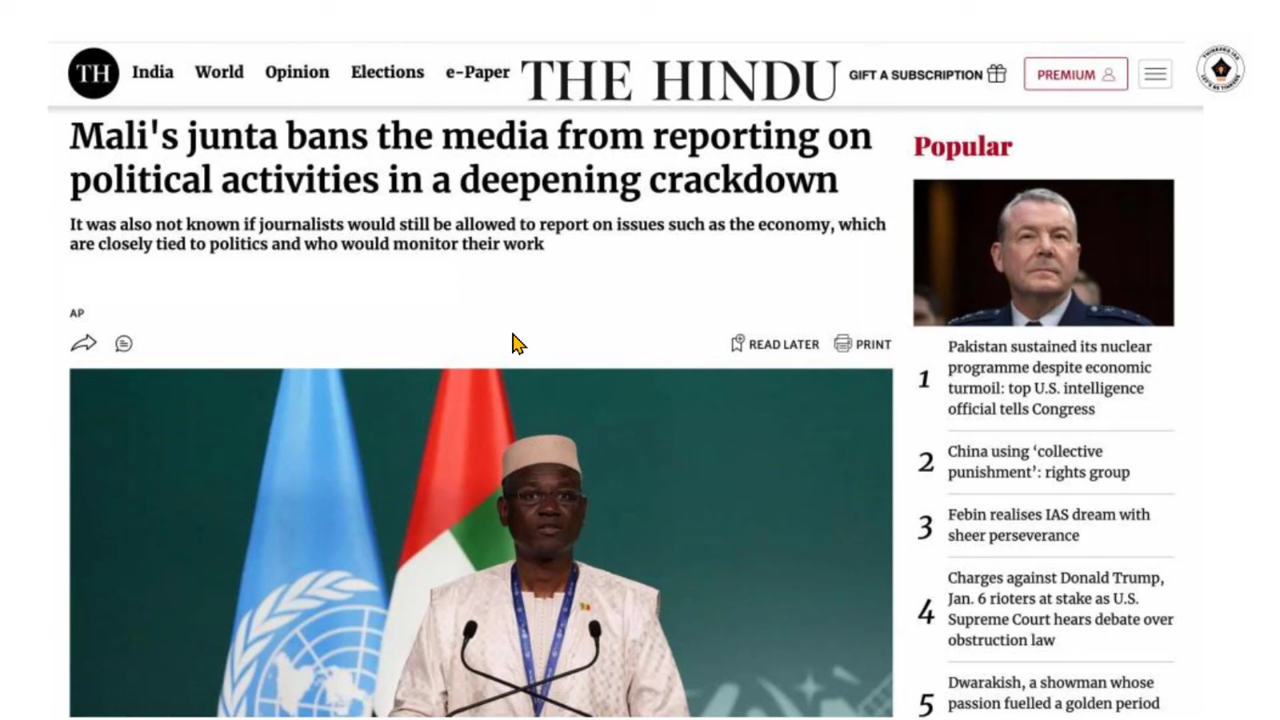 TH India World Opinion Elections e-Paper THE HINDU GIFT A SUBSCRIPTION PREMIUM
THINKERS IAS
LET'S BE THINKERS
Mali's junta bans the media from reporting on
political activities in a deepening crackdown
It was also not known if journalists would still be allowed to report on issues such as the economy, which
are closely tied to politics and who would monitor their work
AP
READ LATER PRINT
Popular
1 Pakistan sustained its nuclear
programme despite economic
turmoil: top U.S. intelligence
official tells Congress
2 China using ‘collective
punishment’: rights group
3 Febin realises IAS dream with
sheer perseverance
4 Charges against Donald Trump,
Jan. 6 rioters at stake as U.S.
Supreme Court hears debate over
obstruction law
5 Dwarakish, a showman whose
passion fuelled a golden period